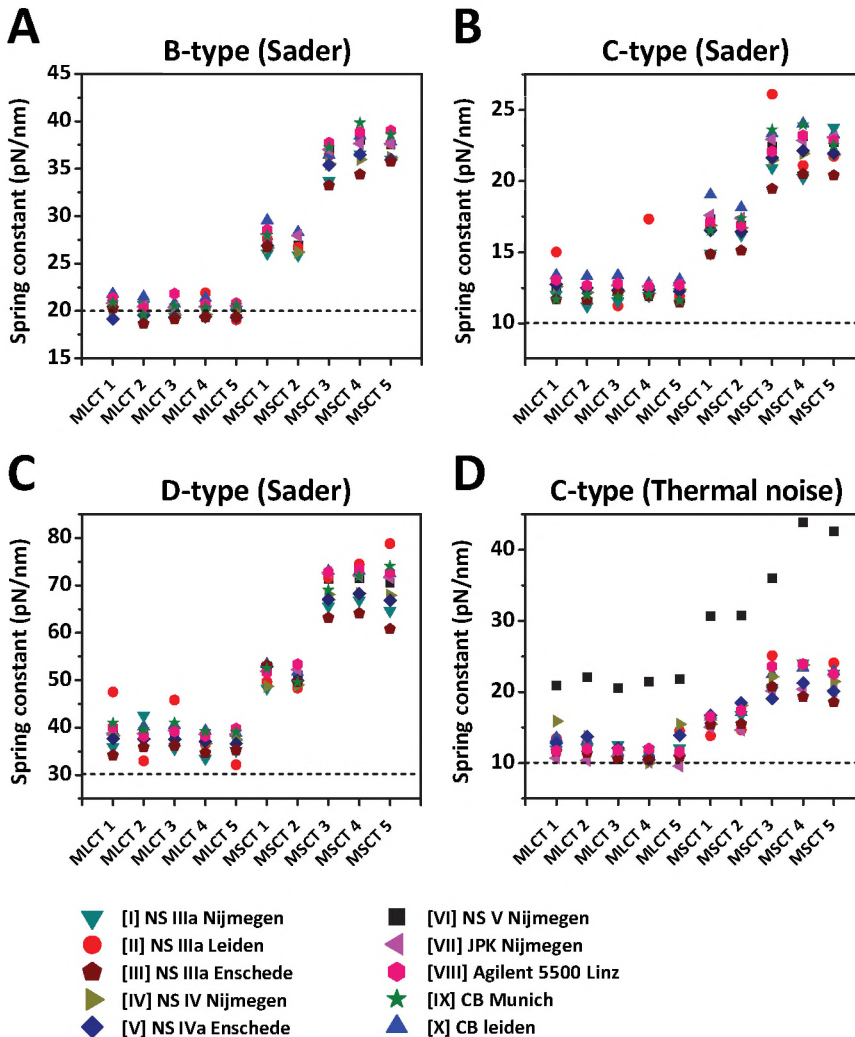 A
B-type (Sader)
Spring constant (pN/nm)
45
40
35
30
25
20
15
MLCT 1
MLCT 2
MLCT 3
MLCT 4
MLCT 5
MSCT 1
MSCT 2
MSCT 3
MSCT 4
MSCT 5
B
C-type (Sader)
Spring constant (pN/nm)
25
20
15
10
MLCT 1
MLCT 2
MLCT 3
MLCT 4
MLCT 5
MSCT 1
MSCT 2
MSCT 3
MSCT 4
MSCT 5
C
D-type (Sader)
Spring constant (pN/nm)
80
70
60
50
40
30
MLCT 1
MLCT 2
MLCT 3
MLCT 4
MLCT 5
MSCT 1
MSCT 2
MSCT 3
MSCT 4
MSCT 5
D
C-type (Thermal noise)
Spring constant (pN/nm)
40
30
20
10
MLCT 1
MLCT 2
MLCT 3
MLCT 4
MLCT 5
MSCT 1
MSCT 2
MSCT 3
MSCT 4
MSCT 5
[I] NS IIIa Nijmegen
[II] NS IIIa Leiden
[III] NS IIIa Enschede
[IV] NS IV Nijmegen
[V] NS IVa Enschede
[VI] NS V Nijmegen
[VII] JPK Nijmegen
[VIII] Agilent 5500 Linz
[IX] CB Munich
[X] CB leiden